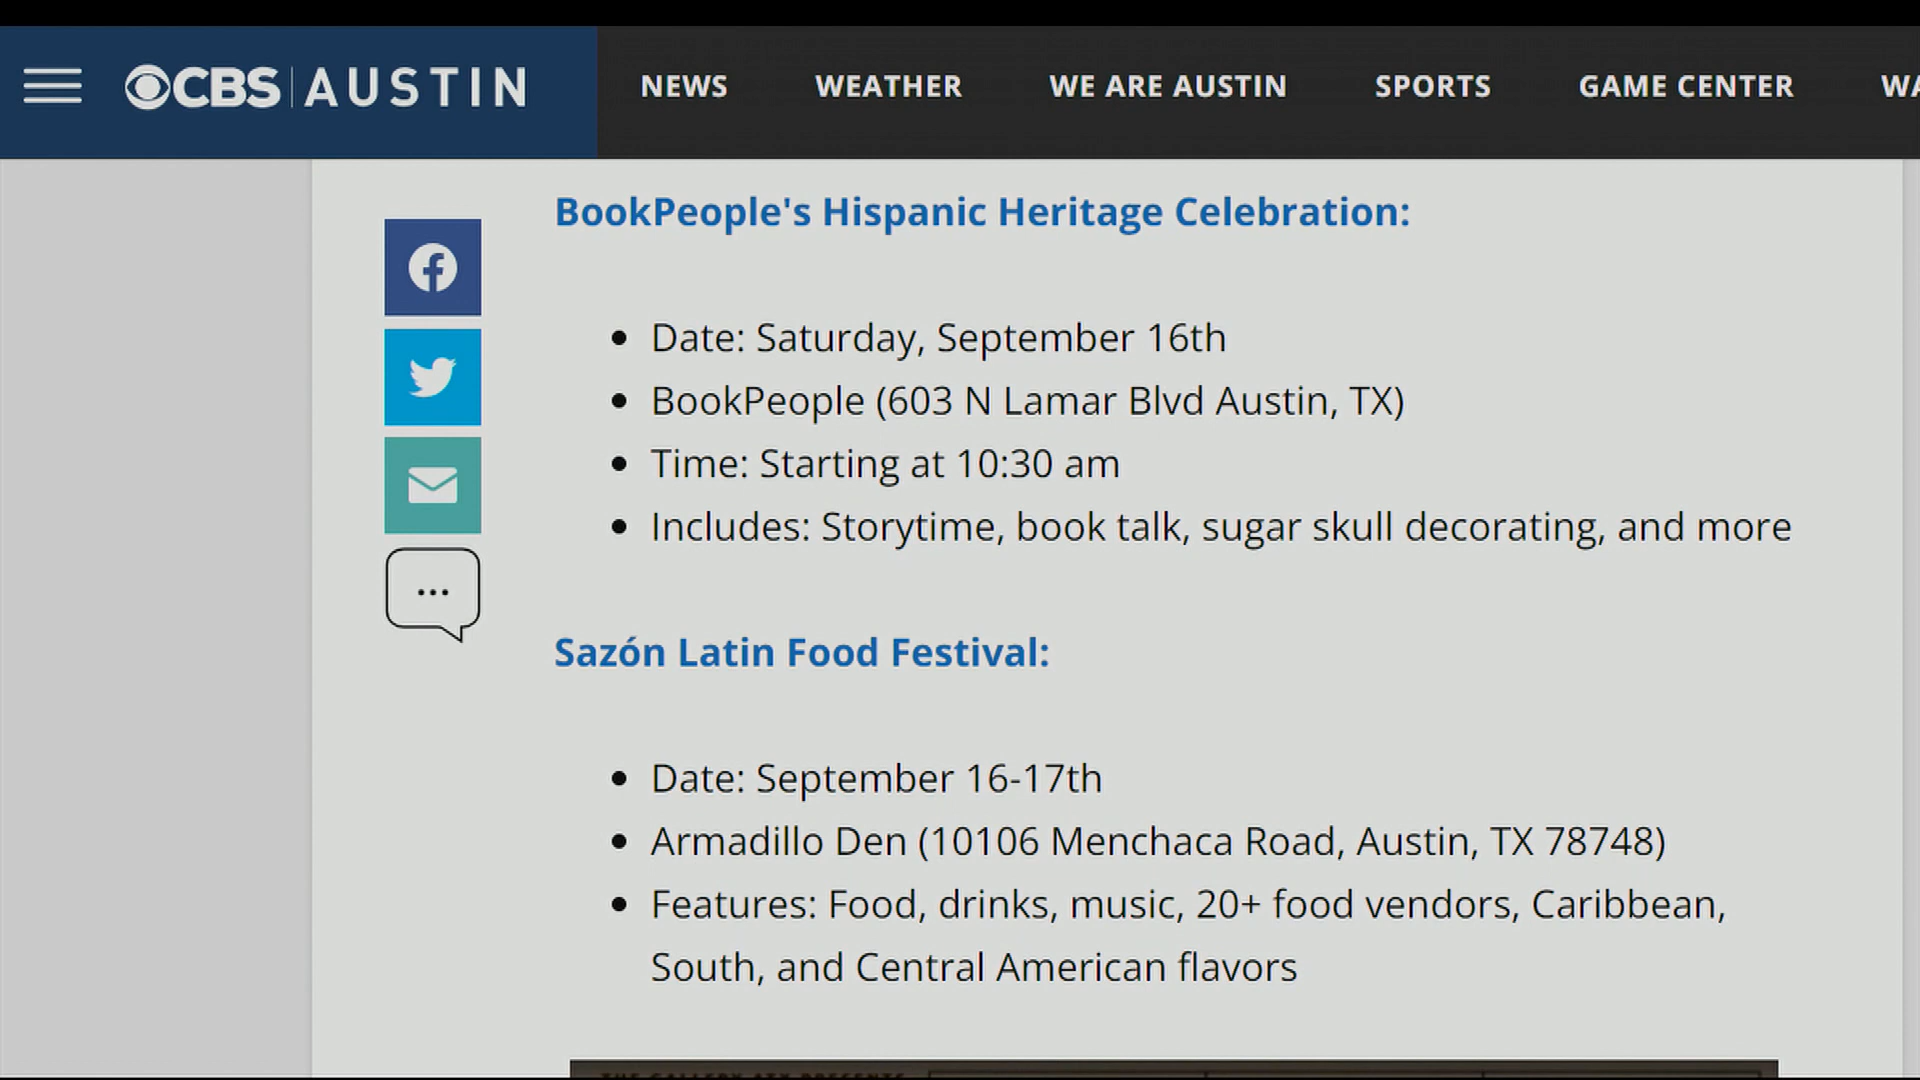 CBS AUSTIN NEWS WEATHER WE ARE AUSTIN SPORTS GAME CENTER
BookPeople's Hispanic Heritage Celebration:
Date: Saturday, September 16th
BookPeople (603 N Lamar Blvd Austin, TX)
Time: Starting at 10:30 am
Includes: Storytime, book talk, sugar skull decorating, and more
Sazón Latin Food Festival:
Date: September 16-17th
Armadillo Den (10106 Menchaca Road, Austin, TX 78748)
Features: Food, drinks, music, 20+ food vendors, Caribbean,
South, and Central American flavors